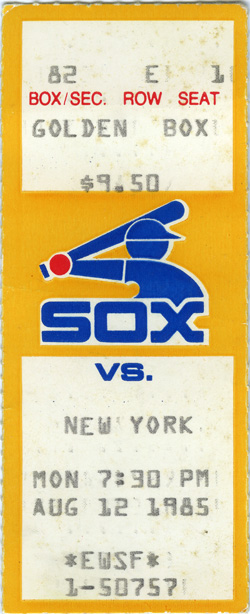 82 E 1
BOX/SEC. ROW SEAT
GOLDEN BOX
$9.50
SOX
VS.
NEW YORK
MON 7:30 PM
AUG 12 1985
*EWSF*
1-50757